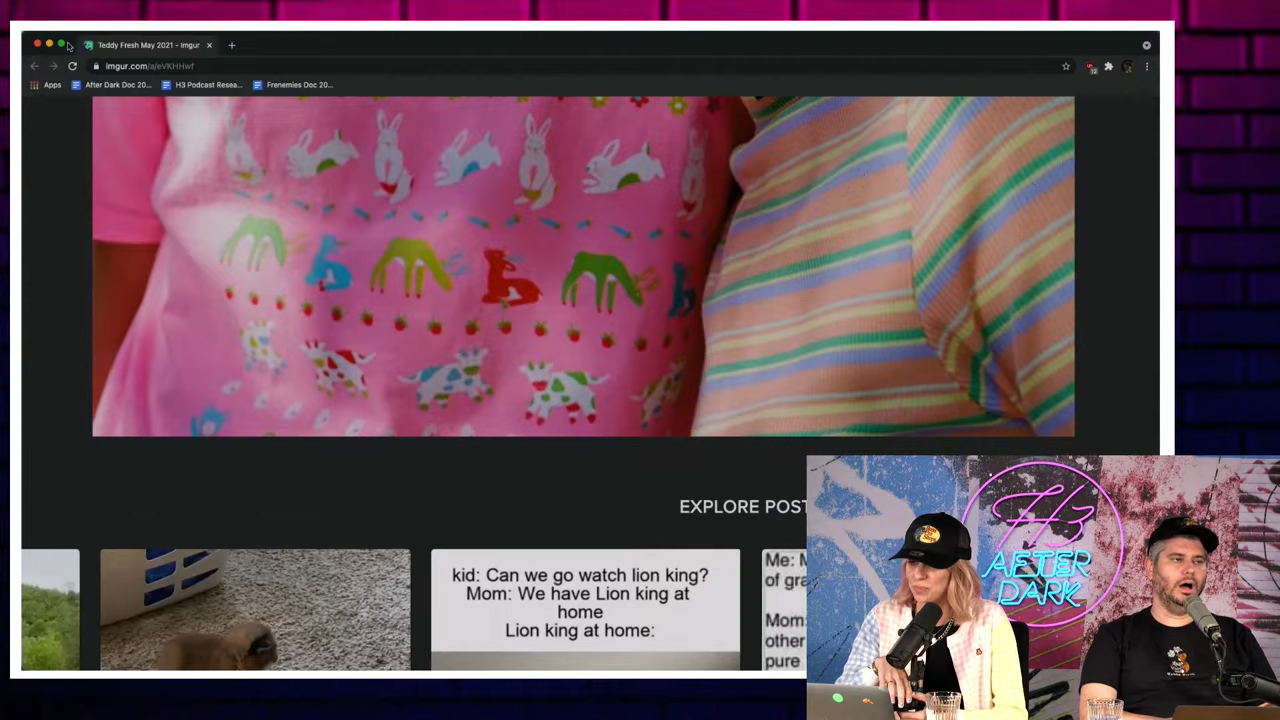 Teddy Fresh May 2021 - Imgur
imgur.com/a/eVKHHwf
Apps
After Dark Doc 20...
H3 Podcast Resea...
Frenemies Doc 20...
EXPLORE POST
kid: Can we go watch lion king?
Mom: We have Lion king at
home
Lion king at home:
Me: M
of gra
Mom:
other
pure
H3
AFTER
DARK